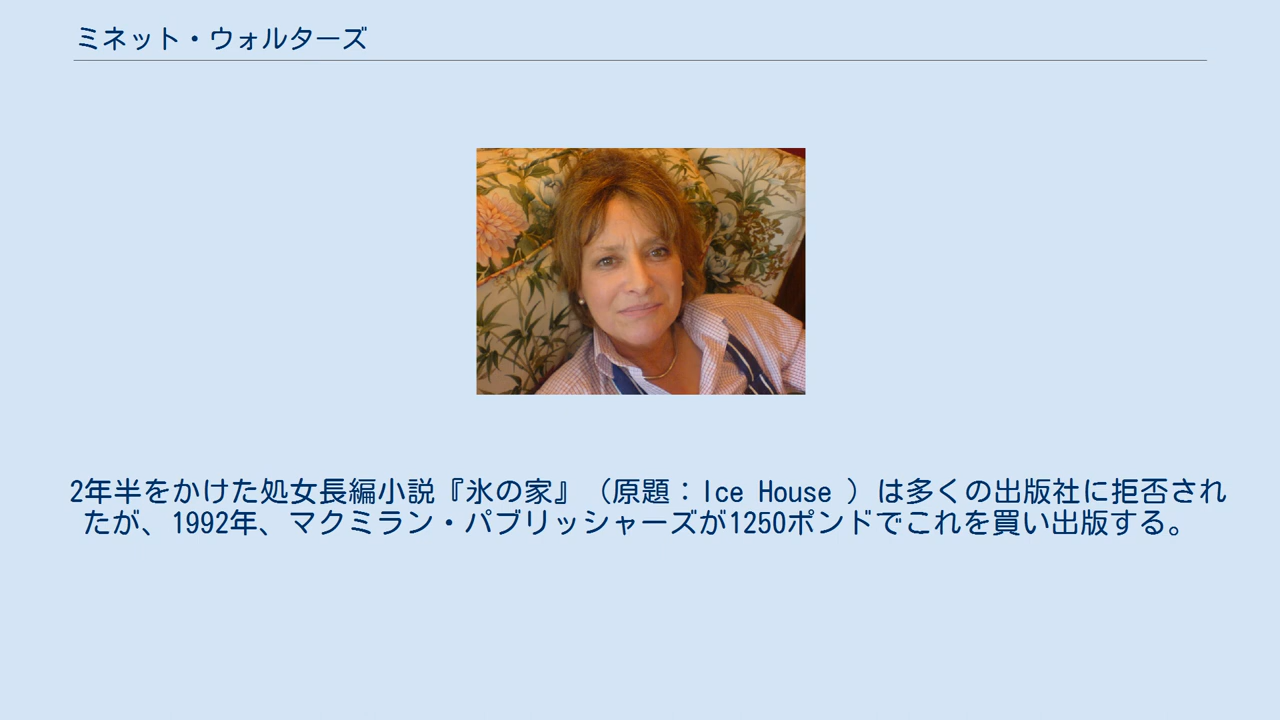 ミネット・ウォルターズ
2年半をかけた処女長編小説『氷の家』（原題：Ice House ）は多くの出版社に拒否され
たが、1992年、マクミラン・パブリッシャーズが1250ポンドでこれを買い出版する。